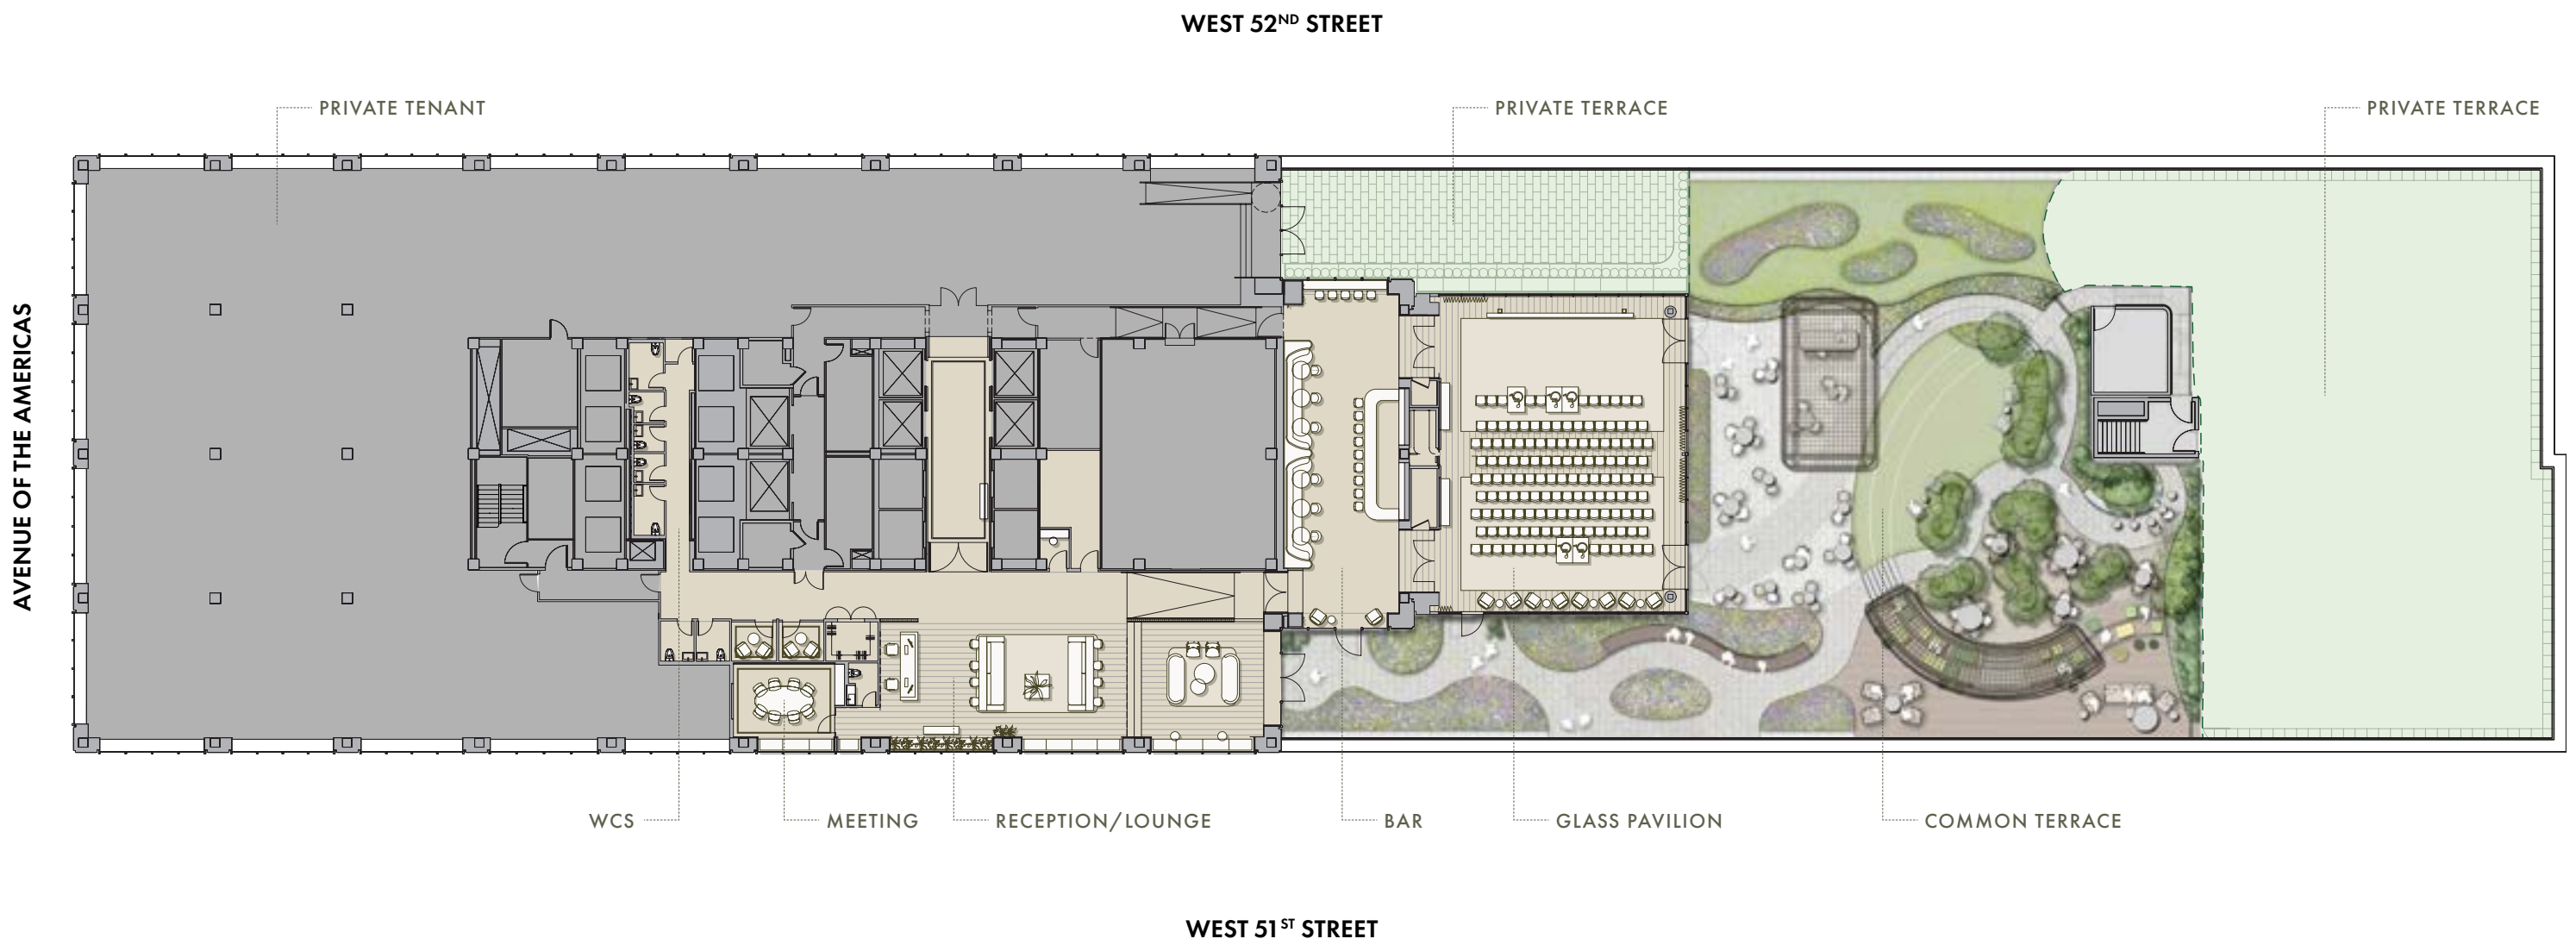 WEST 52ND STREET
PRIVATE TENANT
PRIVATE TERRACE
PRIVATE TERRACE
AVENUE OF THE AMERICAS
WCS
MEETING
RECEPTION/LOUNGE
BAR
GLASS PAVILION
COMMON TERRACE
WEST 51ST STREET